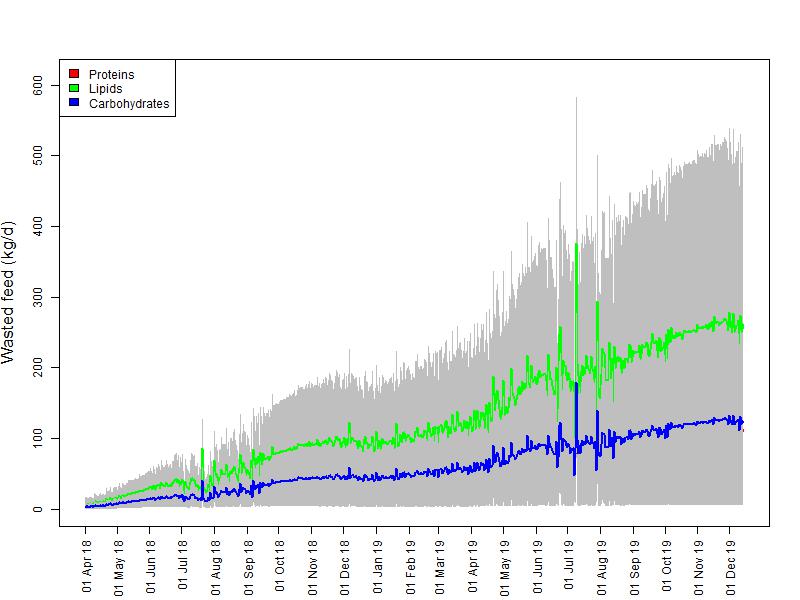 Proteins
Lipids
Carbohydrates
Wasted feed (kg/d)
600
500
400
300
200
100
0
01 Apr 18
01 May 18
01 Jun 18
01 Jul 18
01 Aug 18
01 Sep 18
01 Oct 18
01 Nov 18
01 Dec 18
01 Jan 19
01 Feb 19
01 Mar 19
01 Apr 19
01 May 19
01 Jun 19
01 Jul 19
01 Aug 19
01 Sep 19
01 Oct 19
01 Nov 19
01 Dec 19